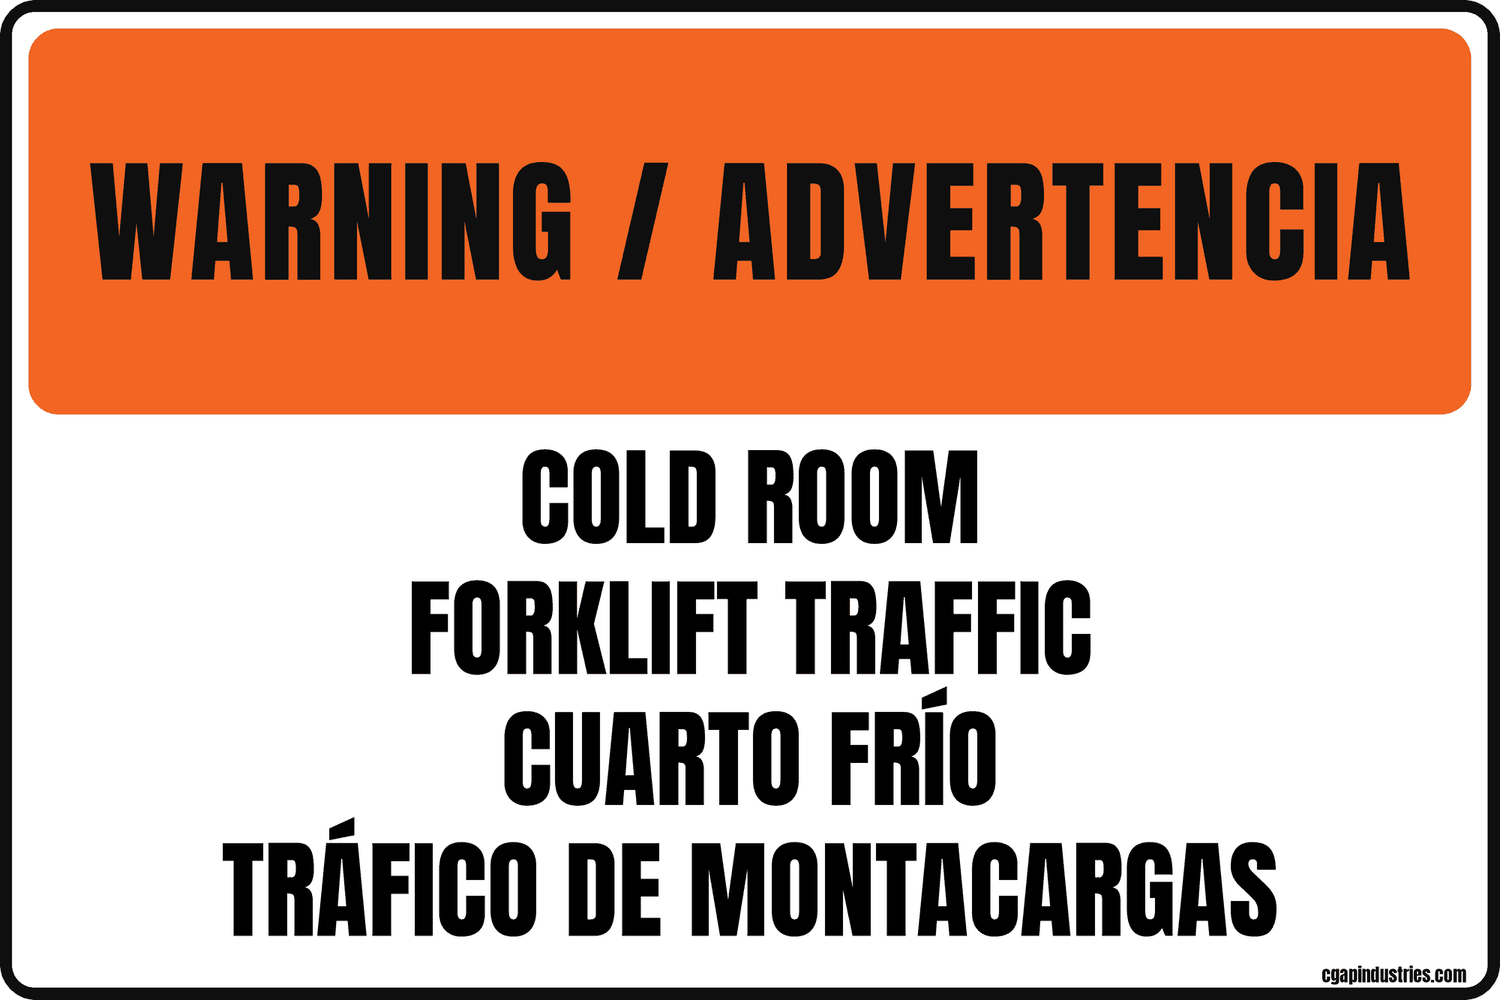 WARNING / ADVERTENCIA
COLD ROOM
FORKLIFT TRAFFIC
CUARTO FRÍO
TRÁFICO DE MONTACARGAS
cgapindustries.com